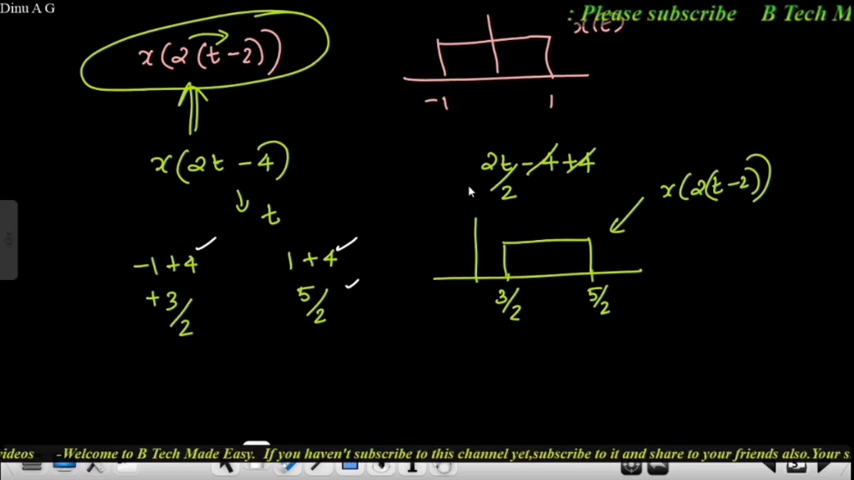 Dinu A G
: Please subscribe B Tech M
x(2(t-2))
x(t)
-1
1
x(2t - 4)
t
2t/2 - 4 + 4
x(2(t-2))
-1+4
1+4
+3/2
5/2
3/2
5/2
videos -Welcome to B Tech Made Easy. If you haven't subscribe to this channel yet,subscribe to it and share to your friends also.Your s